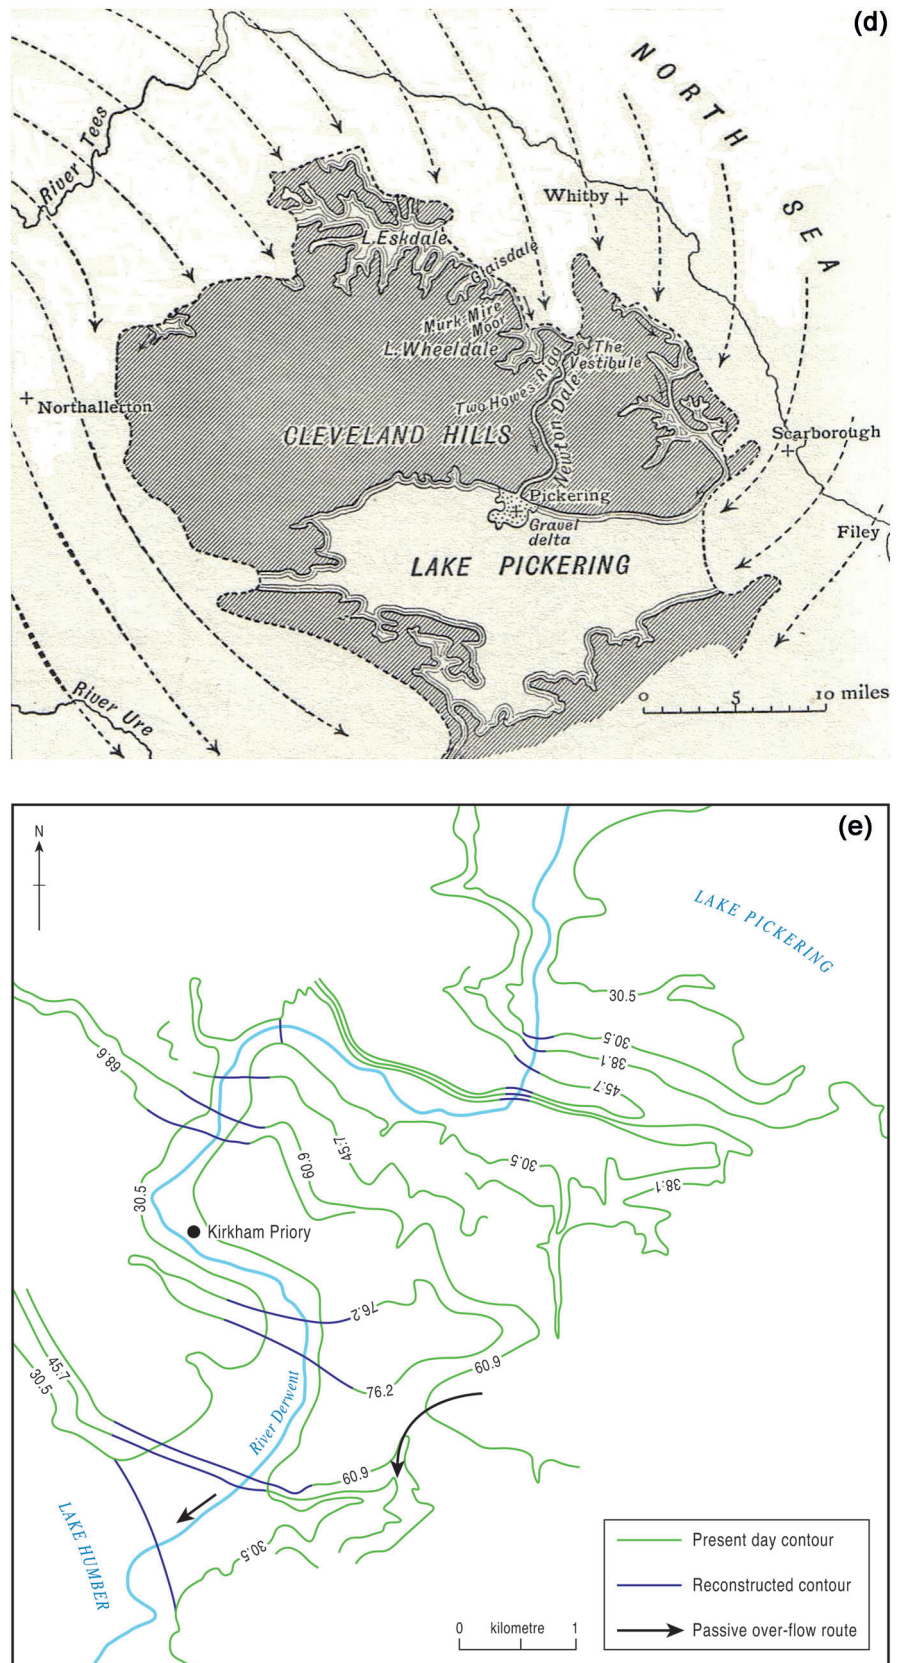 (d)
NORTH SEA
River Tees
Whitby
L.Eskdale
Glaisdale
Murk Mire
Moor
L.Wheeldale
The
Vestibule
Two Howes Rigg
Newton Dale
Northallerton
CLEVELAND HILLS
Scarborough
Pickering
Gravel
delta
Filey
LAKE PICKERING
River Ure
0 5 10 miles
(e)
N
LAKE PICKERING
30.5
30.5
38.1
45.7
68.6
45.7
60.9
30.5
38.1
30.5
Kirkham Priory
76.2
76.2
60.9
45.7
30.5
River Derwent
60.9
30.5
LAKE HUMBER
0 kilometre 1
Present day contour
Reconstructed contour
Passive over-flow route